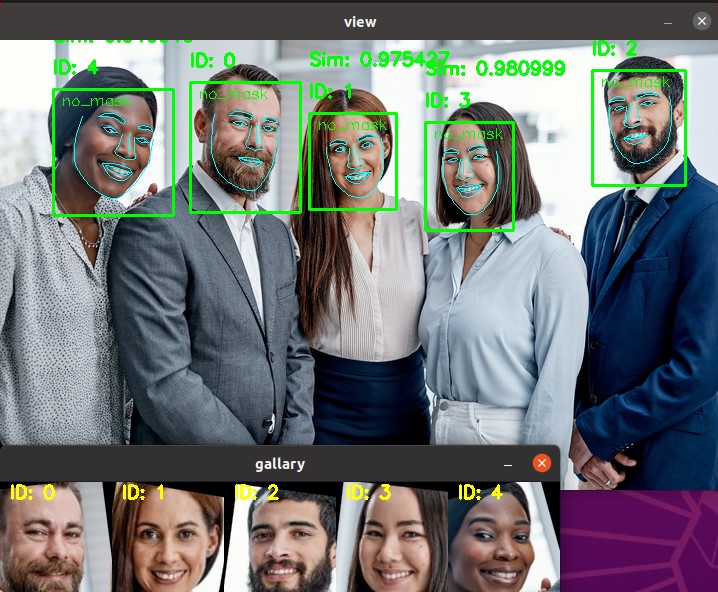 view
ID: 4
ID: 0
Sim: 0.975427
ID: 1
Sim: 0.980999
ID: 3
ID: 2
no_mask
no_mask
no_mask
no_mask
no_mask
gallary
ID: 0
ID: 1
ID: 2
ID: 3
ID: 4